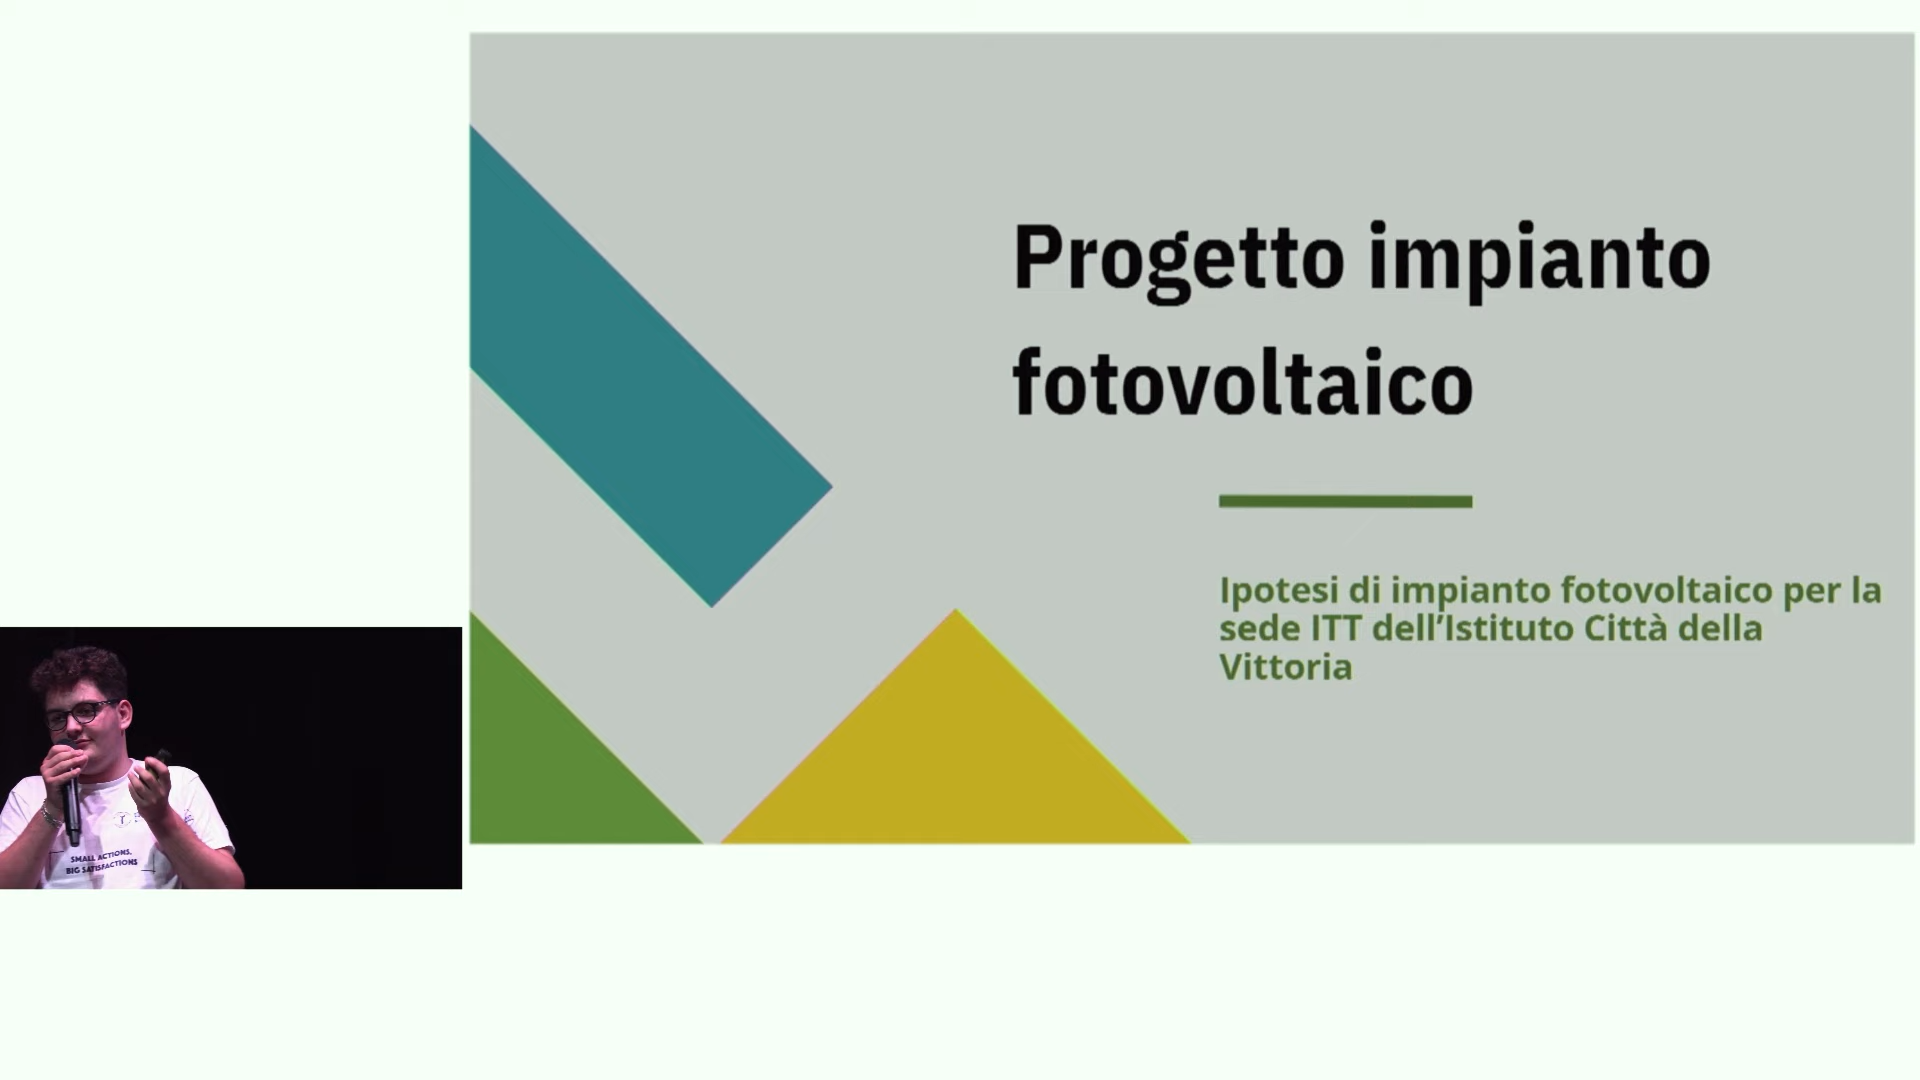 Progetto impianto
fotovoltaico
Ipotesi di impianto fotovoltaico per la
sede ITT dell’Istituto Città della
Vittoria
SMALL ACTIONS,
BIG SATISFACTIONS